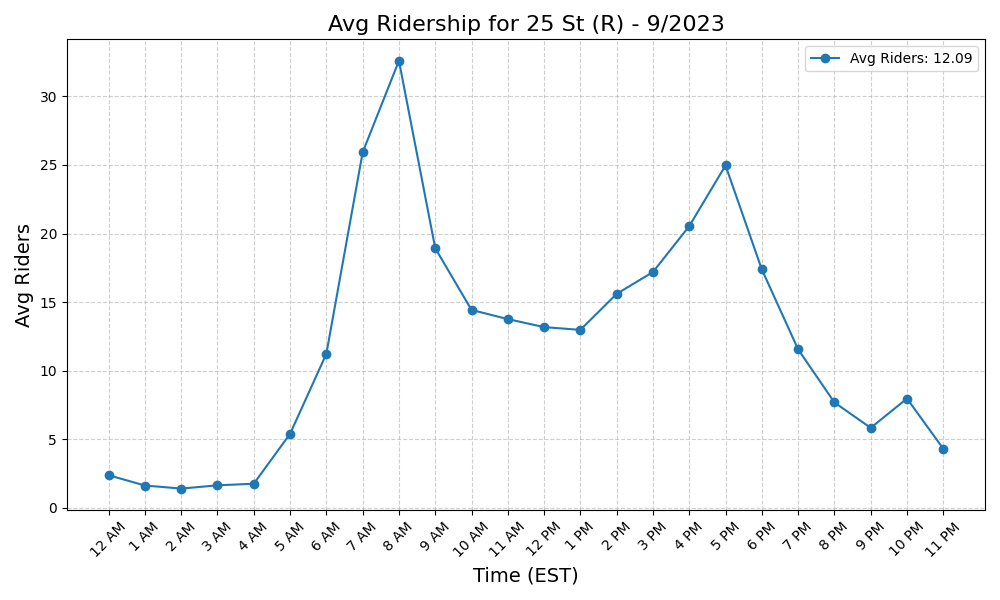 Avg Ridership for 25 St (R) - 9/2023
Avg Riders: 12.09
Avg Riders
30
25
20
15
10
5
0
12 AM
1 AM
2 AM
3 AM
4 AM
5 AM
6 AM
7 AM
8 AM
9 AM
10 AM
11 AM
12 PM
1 PM
2 PM
3 PM
4 PM
5 PM
6 PM
7 PM
8 PM
9 PM
10 PM
11 PM
Time (EST)